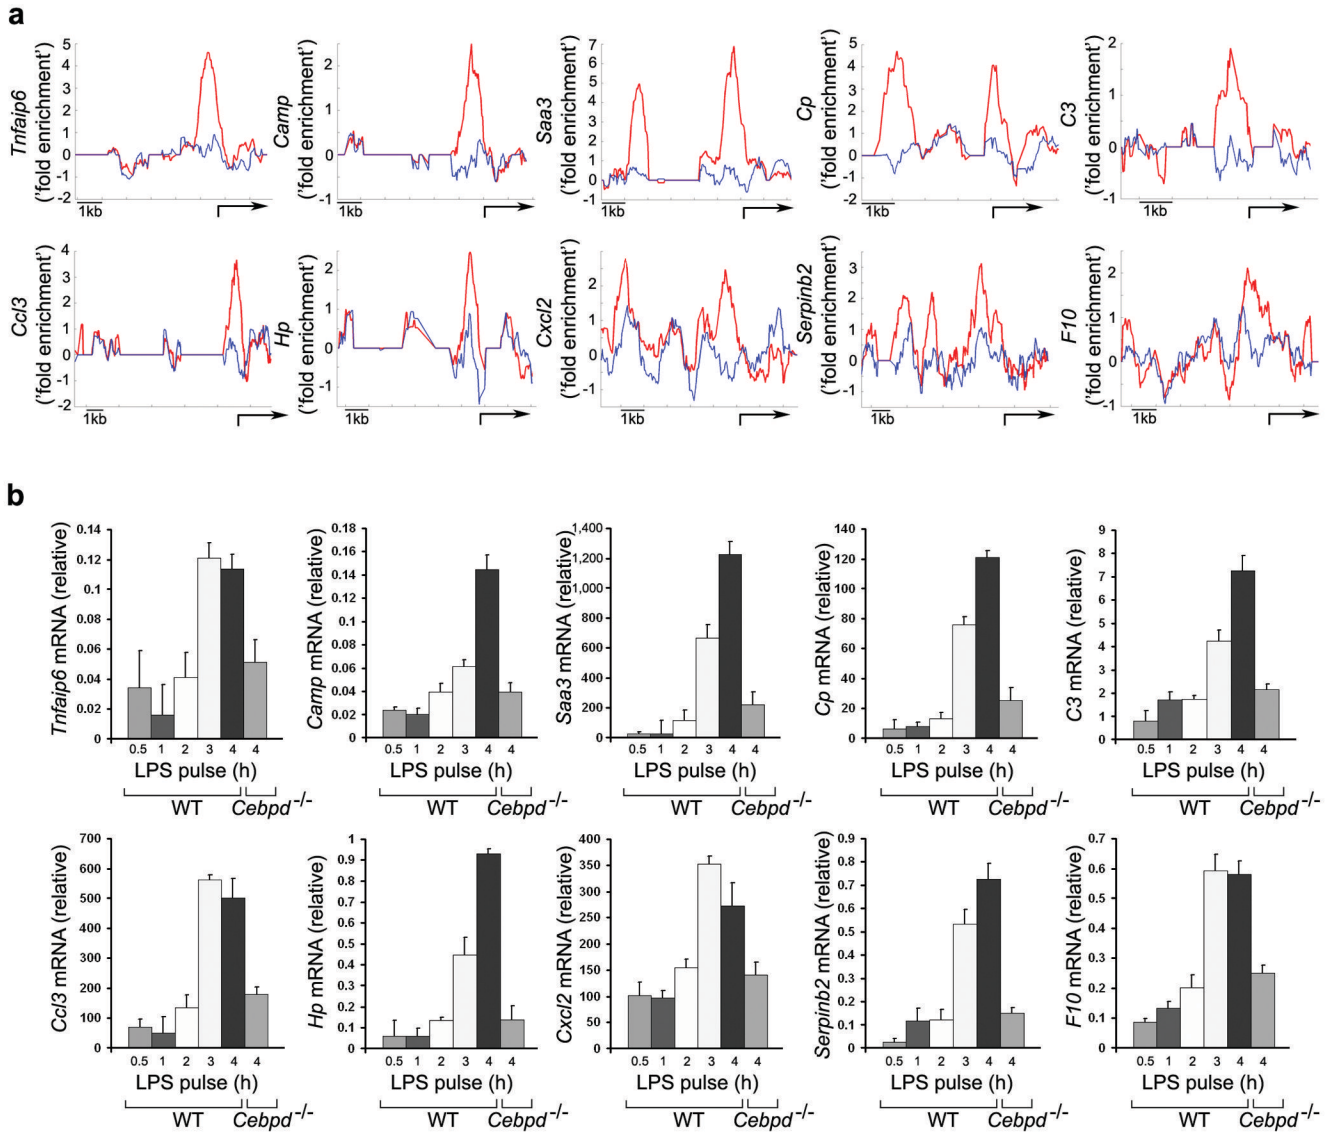 a
Tnfaip6
('fold enrichment')
5
4
3
2
1
0
-1
-2
1kb
Camp
('fold enrichment')
2
1
0
-1
1kb
Saa3
('fold enrichment')
7
6
5
4
3
2
1
0
-1
1kb
Cp
('fold enrichment')
5
4
3
2
1
0
-1
-2
1kb
C3
('fold enrichment')
2
1
0
-1
1kb
Ccl3
('fold enrichment')
4
3
2
1
0
-1
-2
1kb
Hp
('fold enrichment')
2
1
0
-1
1kb
Cxcl2
('fold enrichment')
2
1
0
-1
1kb
Serpinb2
('fold enrichment')
3
2
1
0
-1
1kb
F10
('fold enrichment')
2
1
0
-1
1kb
b
Tnfaip6 mRNA (relative)
0.14
0.12
0.1
0.08
0.06
0.04
0.02
0
0.5 1 2 3 4 4
LPS pulse (h)
WT Cebpd-/-
Camp mRNA (relative)
0.18
0.16
0.14
0.12
0.1
0.08
0.06
0.04
0.02
0
0.5 1 2 3 4 4
LPS pulse (h)
WT Cebpd-/-
Saa3 mRNA (relative)
1,400
1,200
1,000
800
600
400
200
0
0.5 1 2 3 4 4
LPS pulse (h)
WT Cebpd-/-
Cp mRNA (relative)
140
120
100
80
60
40
20
0
0.5 1 2 3 4 4
LPS pulse (h)
WT Cebpd-/-
C3 mRNA (relative)
9
8
7
6
5
4
3
2
1
0
0.5 1 2 3 4 4
LPS pulse (h)
WT Cebpd-/-
Ccl3 mRNA (relative)
700
600
500
400
300
200
100
0
0.5 1 2 3 4 4
LPS pulse (h)
WT Cebpd-/-
Hp mRNA (relative)
1
0.9
0.8
0.7
0.6
0.5
0.4
0.3
0.2
0.1
0
0.5 1 2 3 4 4
LPS pulse (h)
WT Cebpd-/-
Cxcl2 mRNA (relative)
400
350
300
250
200
150
100
50
0
0.5 1 2 3 4 4
LPS pulse (h)
WT Cebpd-/-
Serpinb2 mRNA (relative)
0.9
0.8
0.7
0.6
0.5
0.4
0.3
0.2
0.1
0
0.5 1 2 3 4 4
LPS pulse (h)
WT Cebpd-/-
F10 mRNA (relative)
0.7
0.6
0.5
0.4
0.3
0.2
0.1
0
0.5 1 2 3 4 4
LPS pulse (h)
WT Cebpd-/-